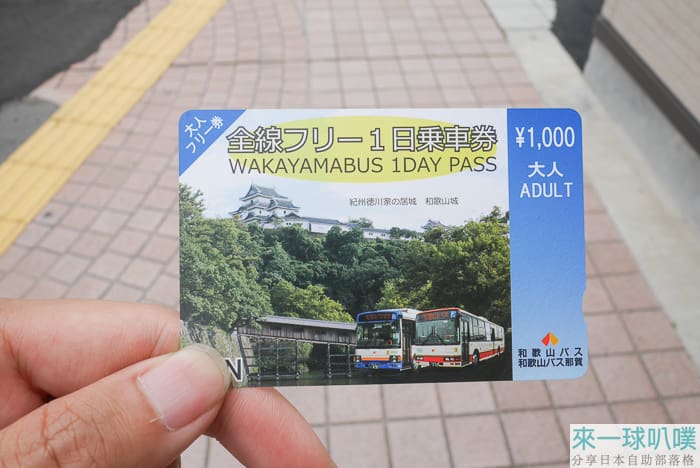 大人
フリー券
全線フリー1日乗車券
WAKAYAMABUS 1DAY PASS
紀州徳川家の居城 和歌山城
¥1,000
大人
ADULT
和歌山バス
和歌山バス那賀
N
來一球叭噗
分享日本自助部落格